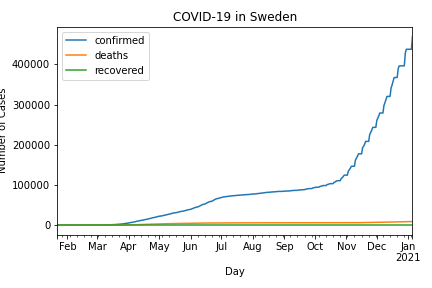 COVID-19 in Sweden
confirmed
deaths
recovered
400000
300000
200000
100000
0
Number of Cases
Feb Mar Apr May Jun Jul Aug Sep Oct Nov Dec Jan
2021
Day